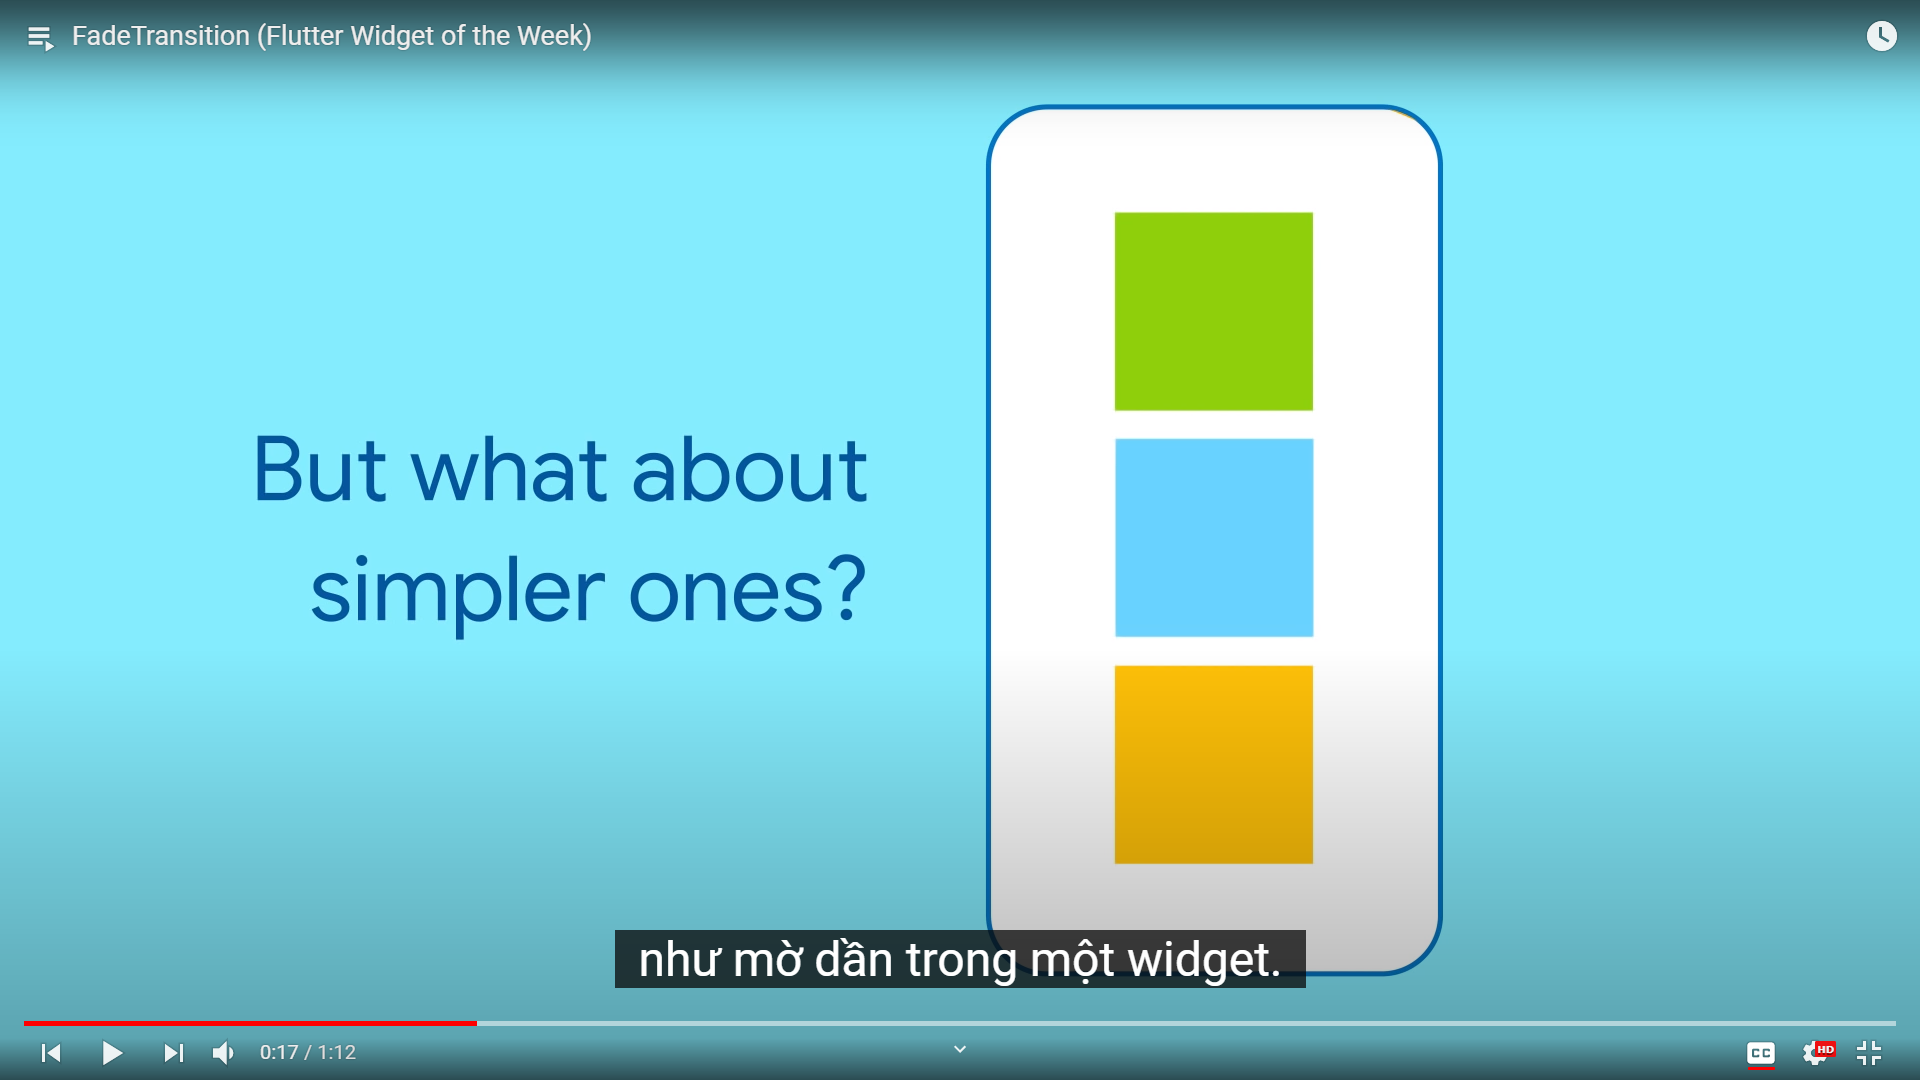 FadeTransition (Flutter Widget of the Week)
But what about
simpler ones?
như mờ dần trong một widget.
0:17 / 1:12
CC
HD